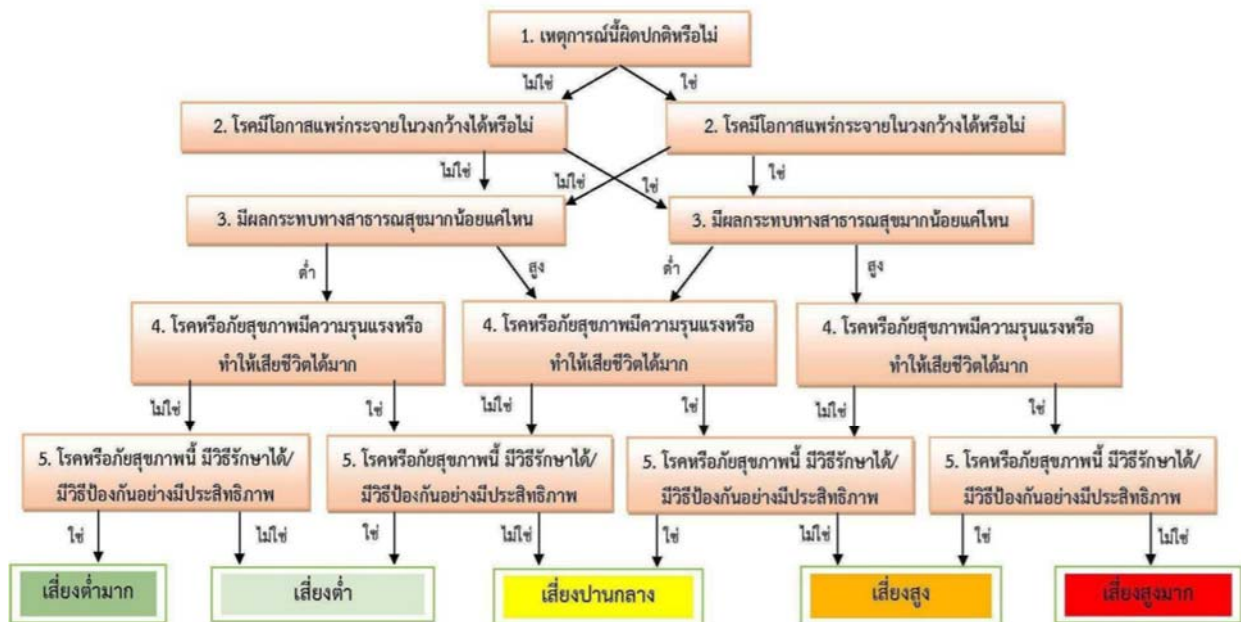 1. เหตุการณ์นี้ผิดปกติหรือไม่
ไม่ใช่
ใช่
2. โรคมีโอกาสแพร่กระจายในวงกว้างได้หรือไม่
2. โรคมีโอกาสแพร่กระจายในวงกว้างได้หรือไม่
ไม่ใช่
ไม่ใช่
ใช่
ใช่
3. มีผลกระทบทางสาธารณสุขมากน้อยแค่ไหน
3. มีผลกระทบทางสาธารณสุขมากน้อยแค่ไหน
ต่ำ
สูง
ต่ำ
สูง
4. โรคหรือภัยสุขภาพมีความรุนแรงหรือ
ทำให้เสียชีวิตได้มาก
4. โรคหรือภัยสุขภาพมีความรุนแรงหรือ
ทำให้เสียชีวิตได้มาก
4. โรคหรือภัยสุขภาพมีความรุนแรงหรือ
ทำให้เสียชีวิตได้มาก
ไม่ใช่
ใช่
ไม่ใช่
ใช่
ไม่ใช่
ใช่
5. โรคหรือภัยสุขภาพนี้ มีวิธีรักษาได้/
มีวิธีป้องกันอย่างมีประสิทธิภาพ
5. โรคหรือภัยสุขภาพนี้ มีวิธีรักษาได้/
มีวิธีป้องกันอย่างมีประสิทธิภาพ
5. โรคหรือภัยสุขภาพนี้ มีวิธีรักษาได้/
มีวิธีป้องกันอย่างมีประสิทธิภาพ
5. โรคหรือภัยสุขภาพนี้ มีวิธีรักษาได้/
มีวิธีป้องกันอย่างมีประสิทธิภาพ
ใช่
ไม่ใช่
ใช่
ไม่ใช่
ใช่
ไม่ใช่
ใช่
ไม่ใช่
เสี่ยงต่ำมาก
เสี่ยงต่ำ
เสี่ยงปานกลาง
เสี่ยงสูง
เสี่ยงสูงมาก